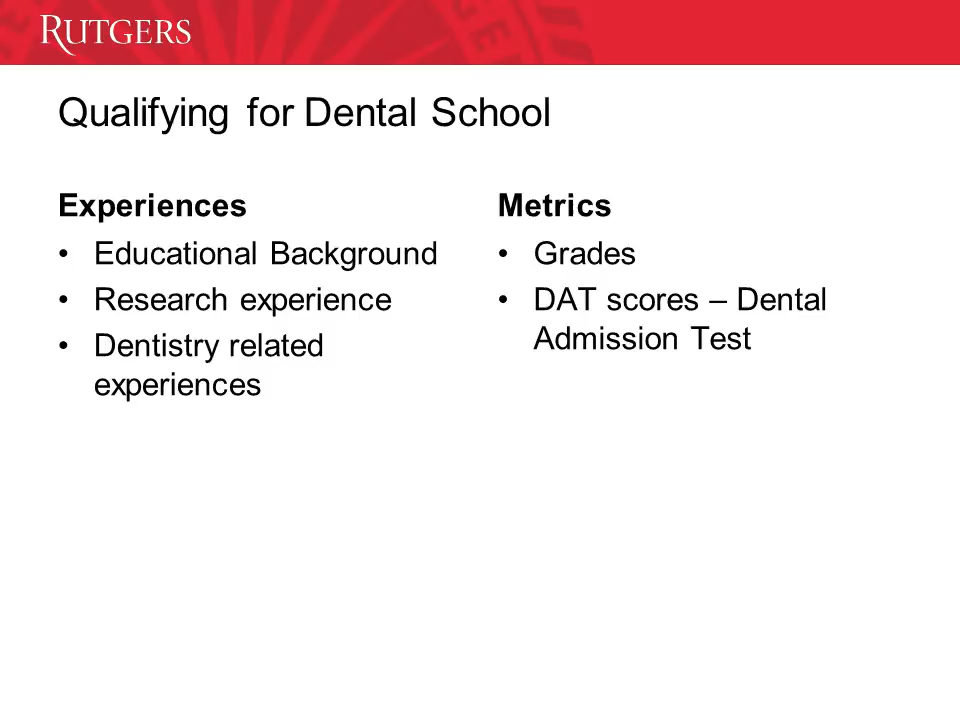 RUTGERS
Qualifying for Dental School
Experiences
• Educational Background
• Research experience
• Dentistry related
experiences
Metrics
• Grades
• DAT scores – Dental
Admission Test